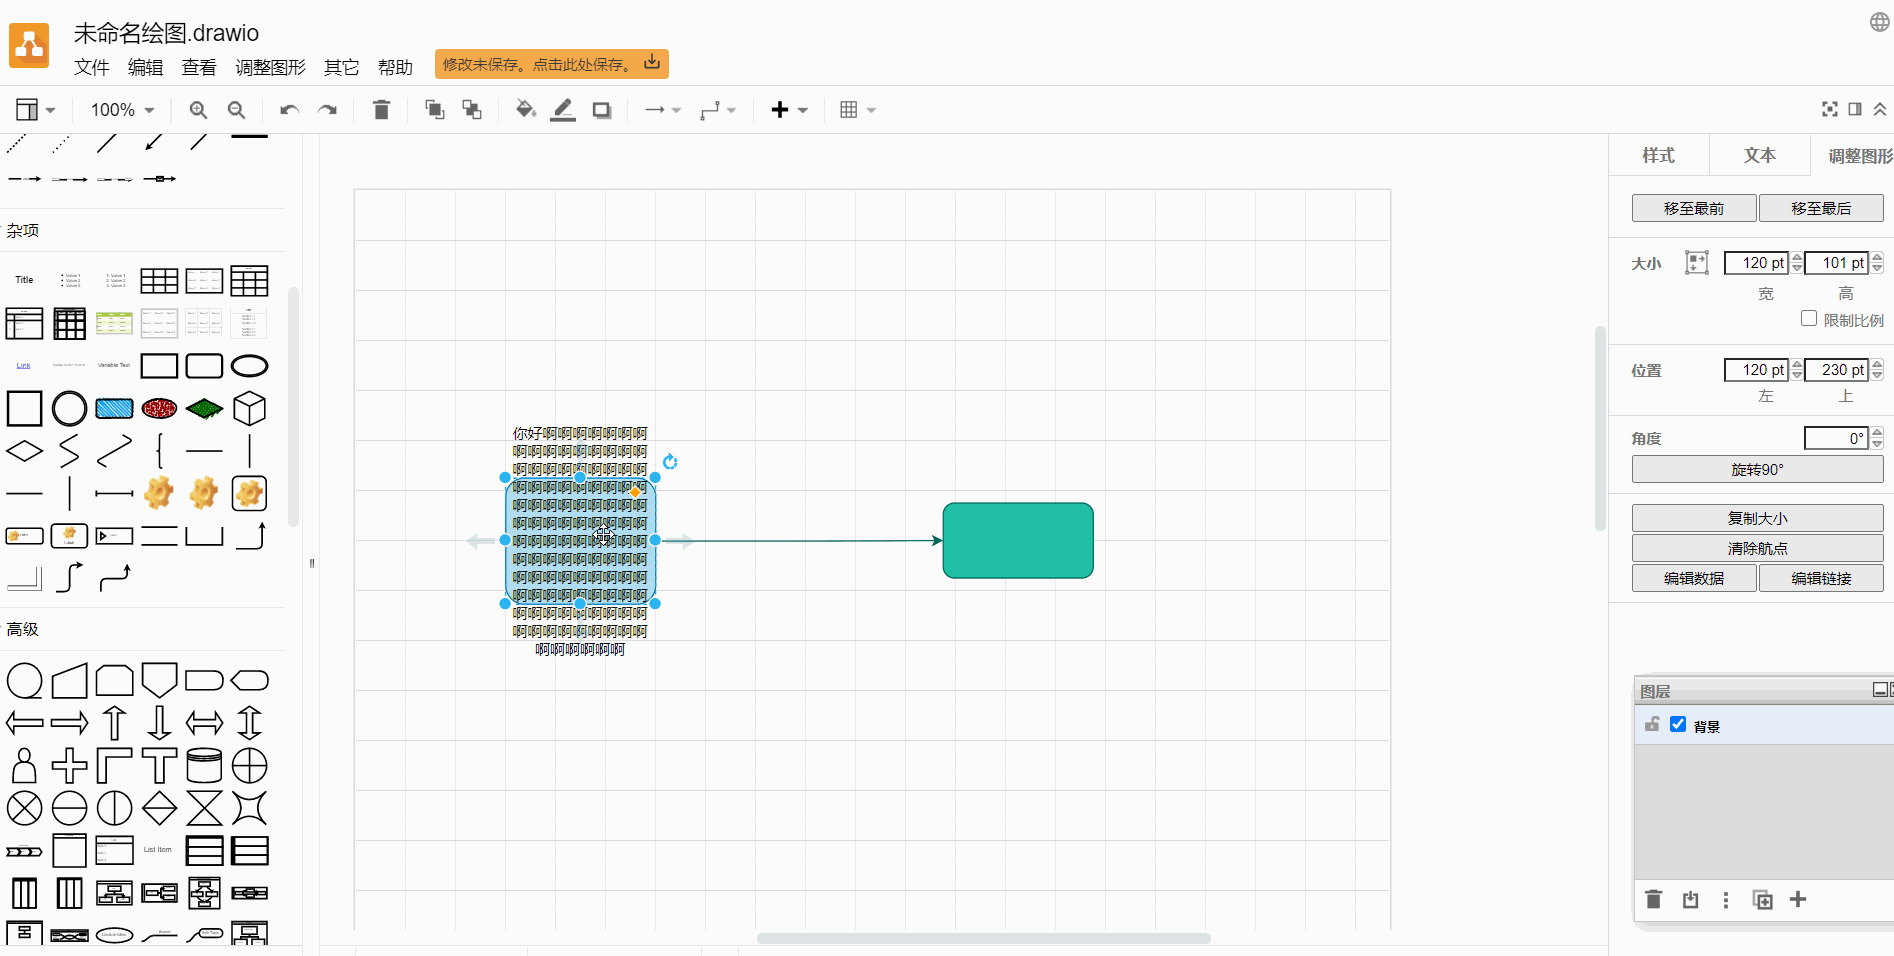 未命名绘图.drawio
文件 编辑 查看 调整图形 其它 帮助
修改未保存。点击此处保存。
100%
样式 文本 调整图形
移至最前 移至最后
大小 120 pt 101 pt
宽 高
限制比例
位置 120 pt 230 pt
左 上
角度 0°
旋转90°
复制大小
清除航点
编辑数据 编辑链接
图层
背景
杂项
Title
Link
Variable Text
高级
List Item
你好啊啊啊啊啊啊啊
啊啊啊啊啊啊啊啊啊
啊啊啊啊啊啊啊啊啊
啊啊啊啊啊啊啊啊啊
啊啊啊啊啊啊啊啊啊
啊啊啊啊啊啊啊啊啊
啊啊啊啊啊啊啊啊啊
啊啊啊啊啊啊啊啊啊
啊啊啊啊啊啊啊啊啊
啊啊啊啊啊啊啊啊啊
啊啊啊啊啊啊啊啊啊
啊啊啊啊啊啊啊啊啊
啊啊啊啊啊啊